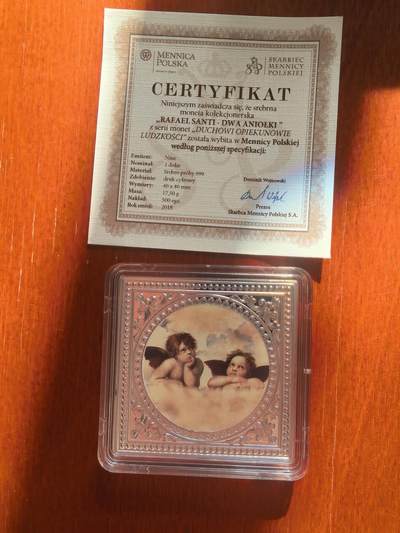 MENNICA
POLSKA
SKARBIEC
MENNICY
POLSKIEJ
CERTYFIKAT
Niniejszym zaświadcza się, że srebrna
moneta kolekcjonerska
„RAFAEL SANTI - DWA ANIOŁKI"
z serii monet „DUCHOWI OPIEKUNOWIE
LUDZKOŚCI" została wybita w Mennicy Polskiej
według poniższej specyfikacji:
Emitent: Niue
Nominał: 1 dolar
Materiał: Srebro próby 999
Zdobienie: druk cyfrowy
Wymiary: 40 x 40 mm
Masa: 17,50 g
Nakład: 500 szt.
Rok emisji: 2018
Dominik Wojnowski
Prezes
Skarbca Mennicy Polskiej S.A.